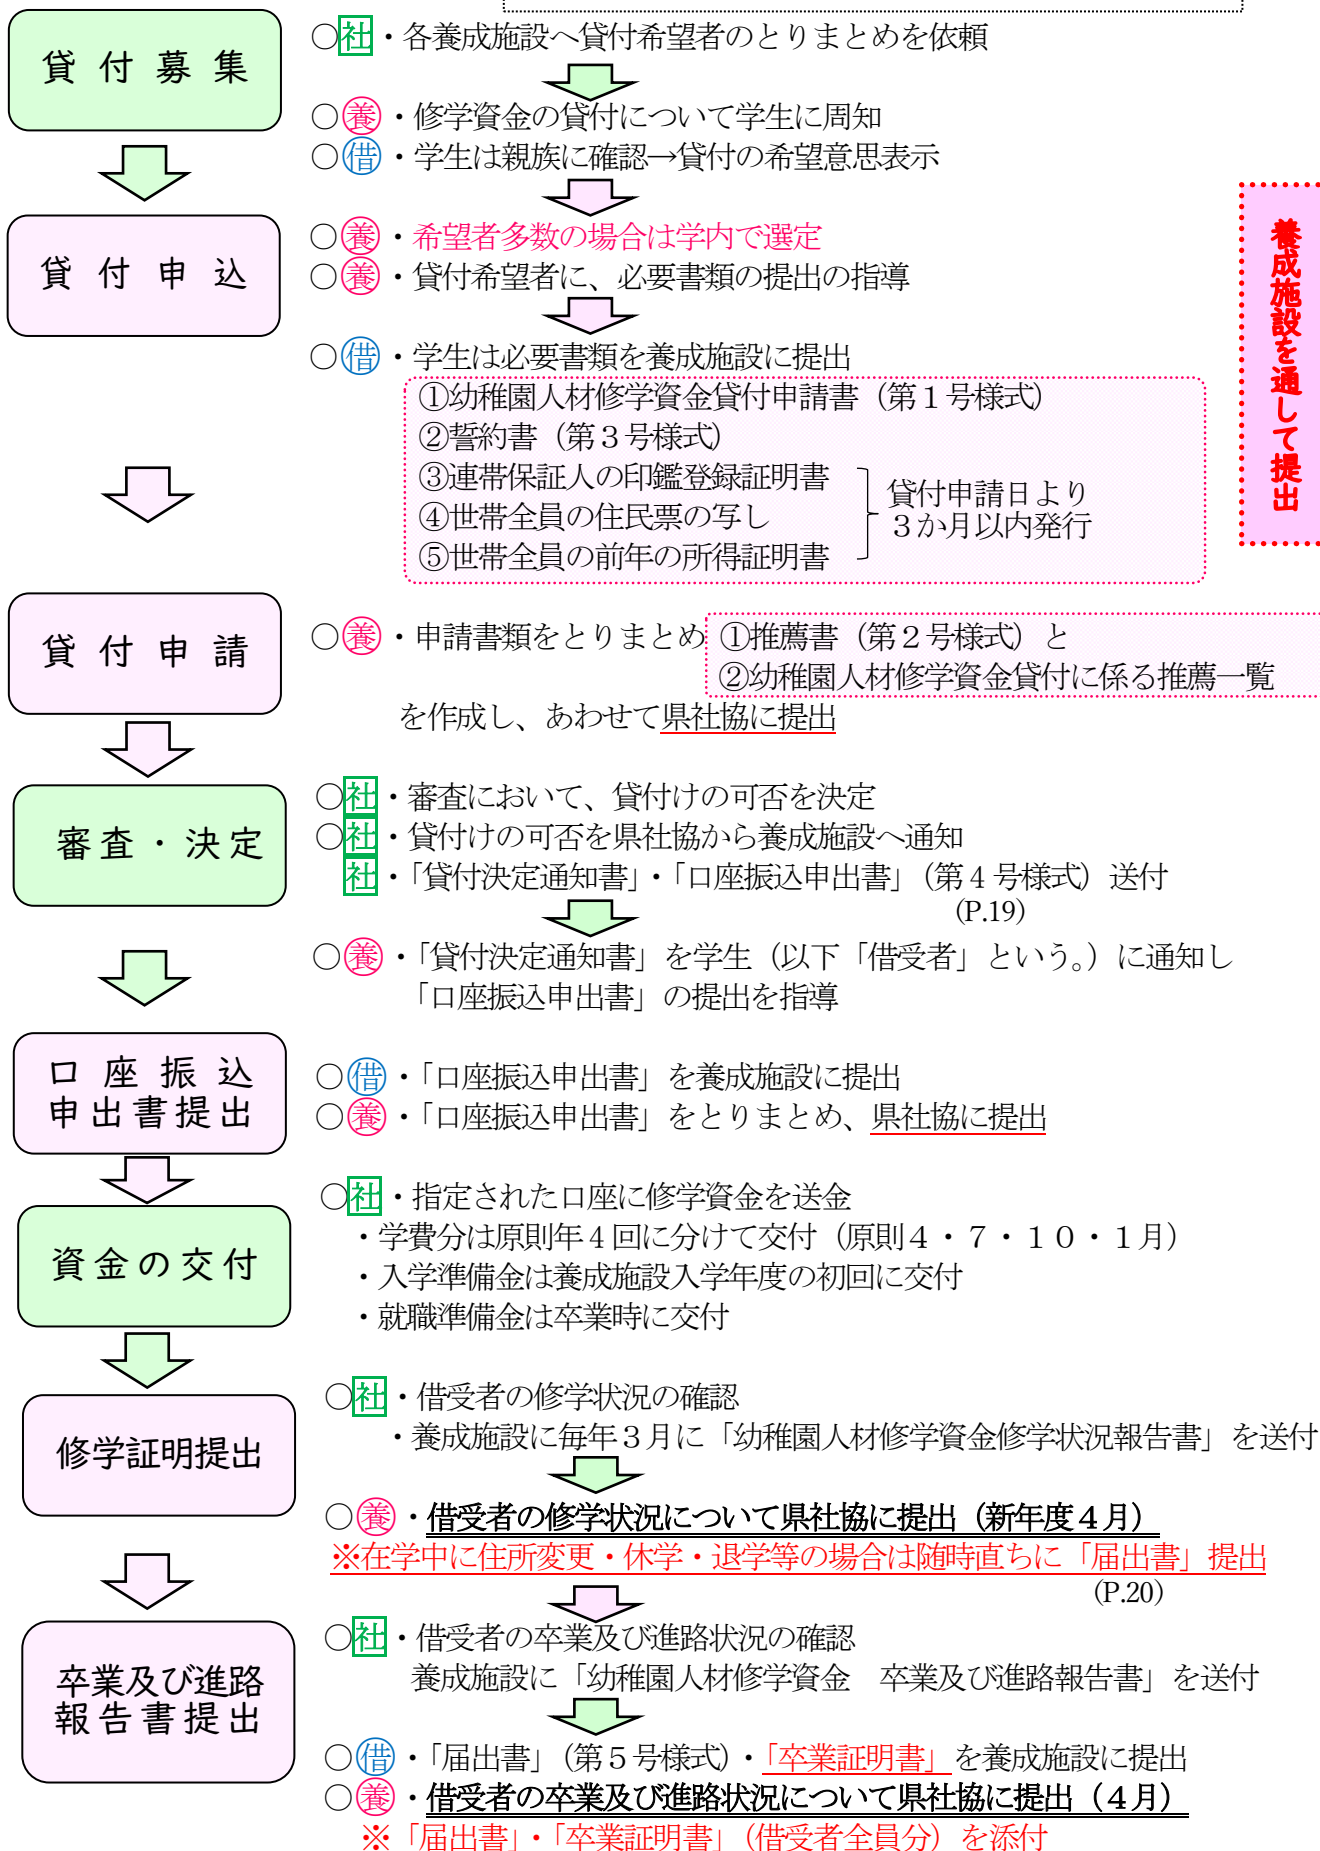 貸付募集
○社・各養成施設へ貸付希望者のとりまとめを依頼
○養・修学資金の貸付について学生に周知
○借・学生は親族に確認→貸付の希望意思表示
貸付申込
○養・希望者多数の場合は学内で選定
○養・貸付希望者に、必要書類の提出の指導
○借・学生は必要書類を養成施設に提出
①幼稚園人材修学資金貸付申請書（第１号様式）
②誓約書（第３号様式）
③連帯保証人の印鑑登録証明書
④世帯全員の住民票の写し
⑤世帯全員の前年の所得証明書
貸付申請日より
３か月以内発行
養成施設を通して提出
貸付申請
○養・申請書類をとりまとめ
①推薦書（第２号様式）と
②幼稚園人材修学資金貸付に係る推薦一覧
を作成し、あわせて県社協に提出
審査・決定
○社・審査において、貸付けの可否を決定
○社・貸付けの可否を県社協から養成施設へ通知
社・「貸付決定通知書」・「口座振込申出書」（第４号様式）送付
(P.19)
○養・「貸付決定通知書」を学生（以下「借受者」という。）に通知し
「口座振込申出書」の提出を指導
口座振込
申出書提出
○借・「口座振込申出書」を養成施設に提出
○養・「口座振込申出書」をとりまとめ、県社協に提出
資金の交付
○社・指定された口座に修学資金を送金
・学費分は原則年４回に分けて交付（原則４・７・１０・１月）
・入学準備金は養成施設入学年度の初回に交付
・就職準備金は卒業時に交付
修学証明提出
○社・借受者の修学状況の確認
・養成施設に毎年３月に「幼稚園人材修学資金修学状況報告書」を送付
○養・借受者の修学状況について県社協に提出（新年度４月）
※在学中に住所変更・休学・退学等の場合は随時直ちに「届出書」提出
(P.20)
卒業及び進路
報告書提出
○社・借受者の卒業及び進路状況の確認
養成施設に「幼稚園人材修学資金　卒業及び進路報告書」を送付
○借・「届出書」（第５号様式）・「卒業証明書」を養成施設に提出
○養・借受者の卒業及び進路状況について県社協に提出（４月）
※「届出書」・「卒業証明書」（借受者全員分）を添付